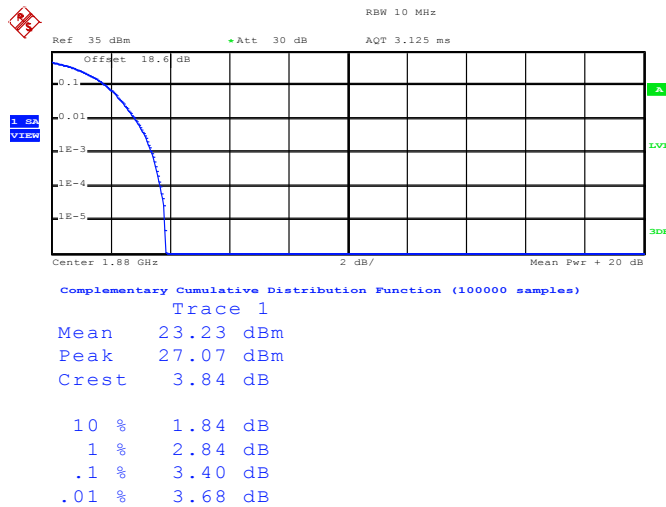 RBW 10 MHz
Ref 35 dBm *Att 30 dB AQT 3.125 ms
Offset 18.6 dB
0.1
A
0.01
1 SA
VIEW
1E-3
1E-4
1E-5
Center 1.88 GHz 2 dB/ Mean Pwr + 20 dB
Complementary Cumulative Distribution Function (100000 samples)
Trace 1
Mean 23.23 dBm
Peak 27.07 dBm
Crest 3.84 dB
10 % 1.84 dB
1 % 2.84 dB
.1 % 3.40 dB
.01 % 3.68 dB